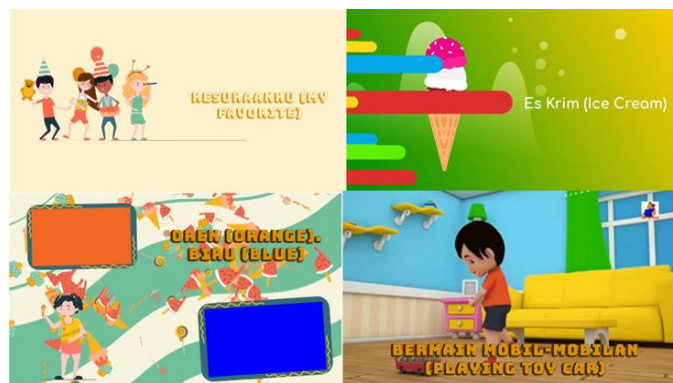 KESUKAANKU (MY
FAVORITE)
Es Krim (Ice Cream)
OREN (ORANGE).
BIRU (BLUE)
BERMAIN MOBIL-MOBILAN
(PLAYING TOY CAR)